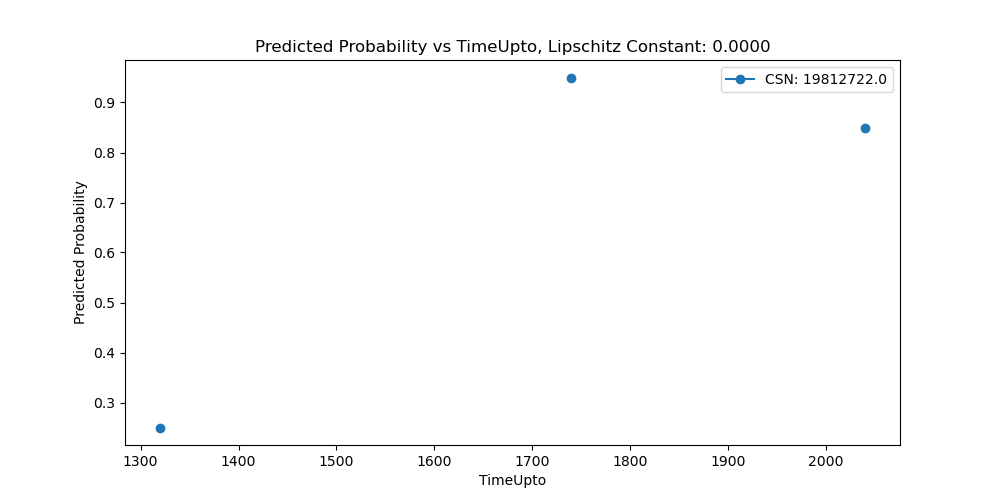 Predicted Probability vs TimeUpto, Lipschitz Constant: 0.0000
CSN: 19812722.0
Predicted Probability
0.9
0.8
0.7
0.6
0.5
0.4
0.3
1300 1400 1500 1600 1700 1800 1900 2000
TimeUpto